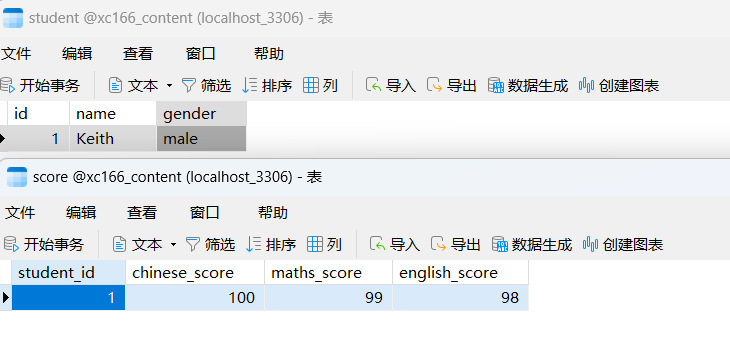 student @xc166_content (localhost_3306) - 表
文件 编辑 查看 窗口 帮助
开始事务 文本 筛选 排序 列 导入 导出 数据生成 创建图表
id name gender
1 Keith male
score @xc166_content (localhost_3306) - 表
文件 编辑 查看 窗口 帮助
开始事务 文本 筛选 排序 列 导入 导出 数据生成 创建图表
student_id chinese_score maths_score english_score
1 100 99 98